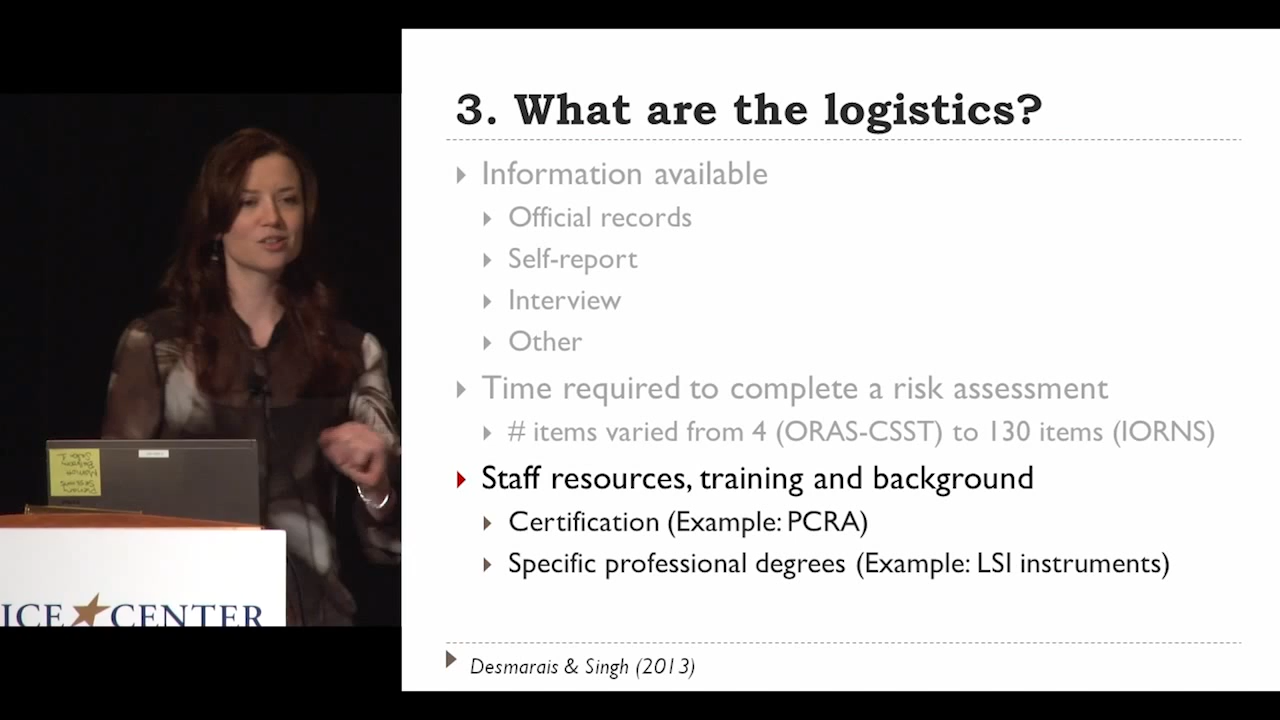 3. What are the logistics?
Information available
Official records
Self-report
Interview
Other
Time required to complete a risk assessment
# items varied from 4 (ORAS-CSST) to 130 items (IORNS)
Staff resources, training and background
Certification (Example: PCRA)
Specific professional degrees (Example: LSI instruments)
Desmarais & Singh (2013)
ICE CENTER